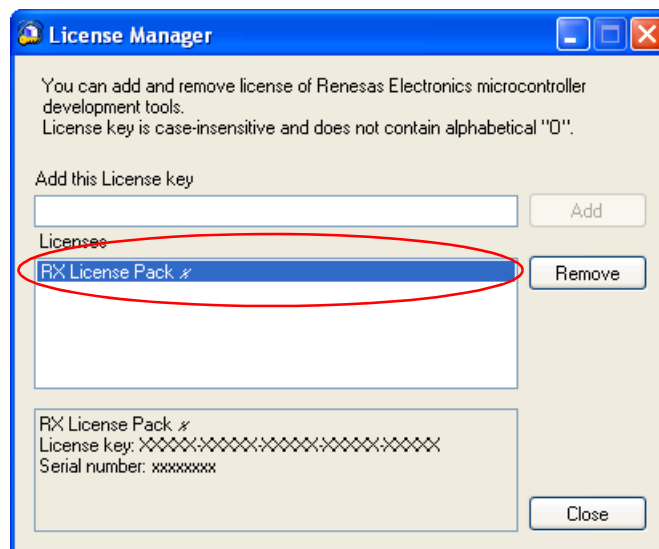 License Manager
You can add and remove license of Renesas Electronics microcontroller
development tools.
License key is case-insensitive and does not contain alphabetical "O".
Add this License key
Add
Licenses
RX License Pack x
Remove
RX License Pack x
License key: XXXXX-XXXXX-XXXXX-XXXXX-XXXXX
Serial number: xxxxxxxx
Close